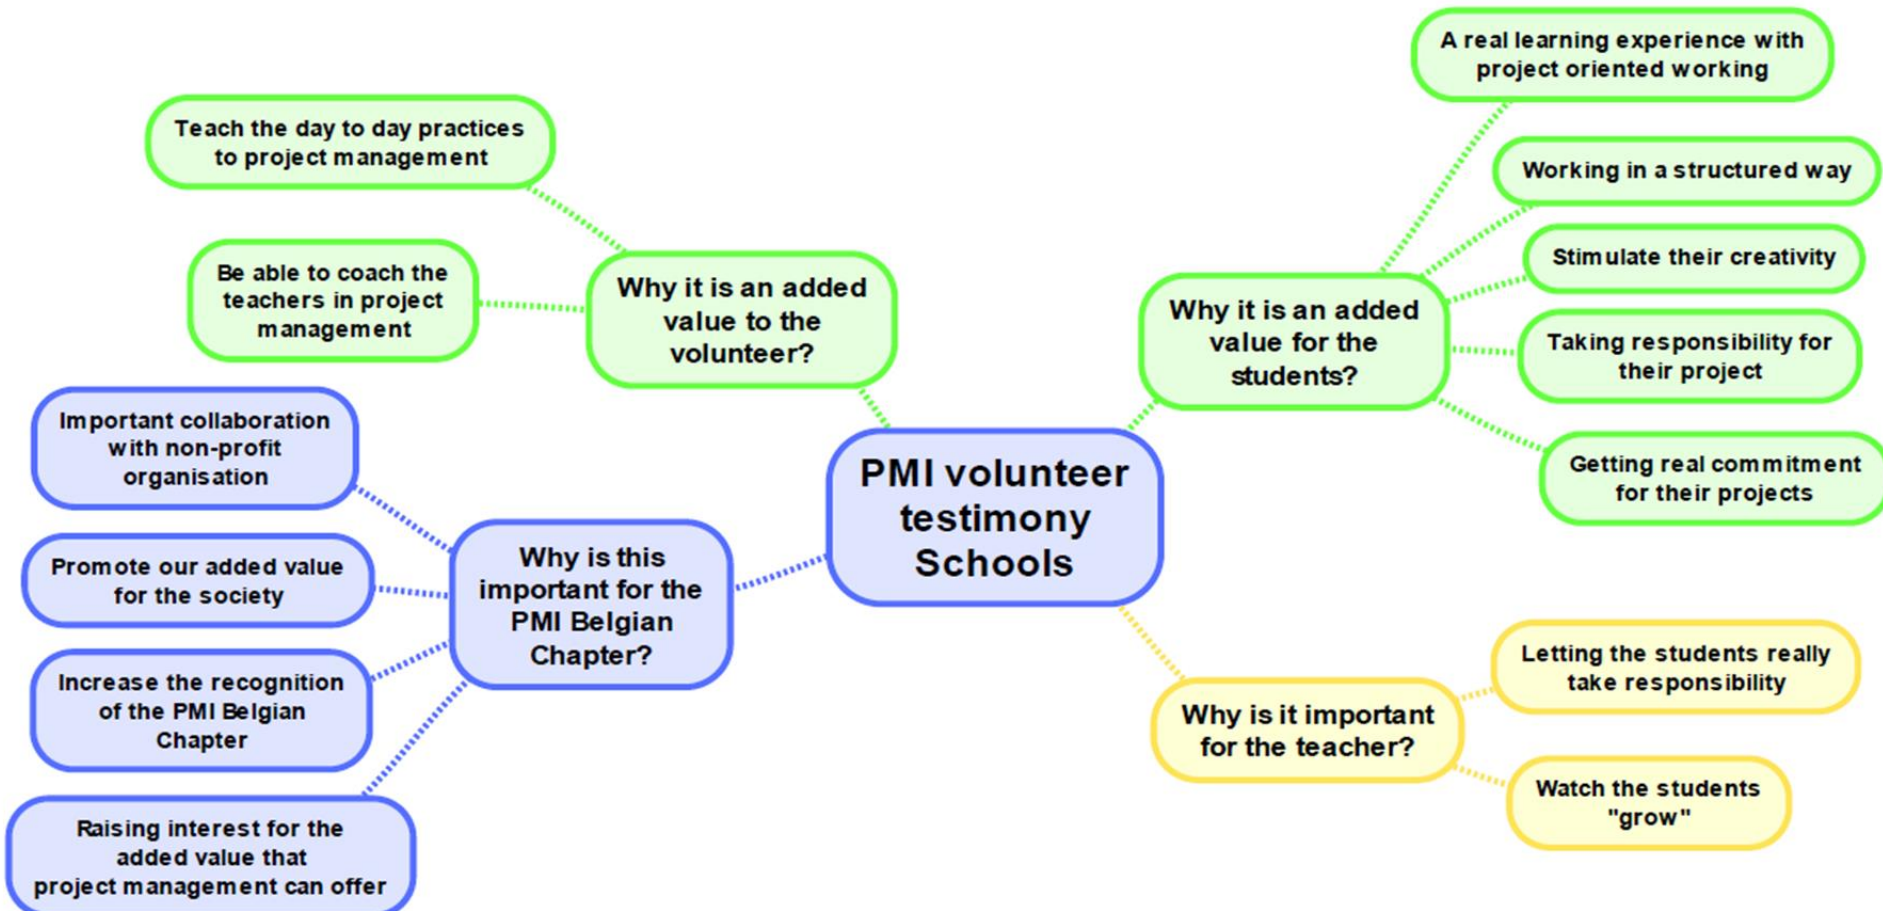 PMI volunteer
testimony
Schools
Why it is an added
value to the
volunteer?
Teach the day to day practices
to project management
Be able to coach the
teachers in project
management
Why is this
important for the
PMI Belgian
Chapter?
Important collaboration
with non-profit
organisation
Promote our added value
for the society
Increase the recognition
of the PMI Belgian
Chapter
Raising interest for the
added value that
project management can offer
Why it is an added
value for the
students?
A real learning experience with
project oriented working
Working in a structured way
Stimulate their creativity
Taking responsibility for
their project
Getting real commitment
for their projects
Why is it important
for the teacher?
Letting the students really
take responsibility
Watch the students
"grow"